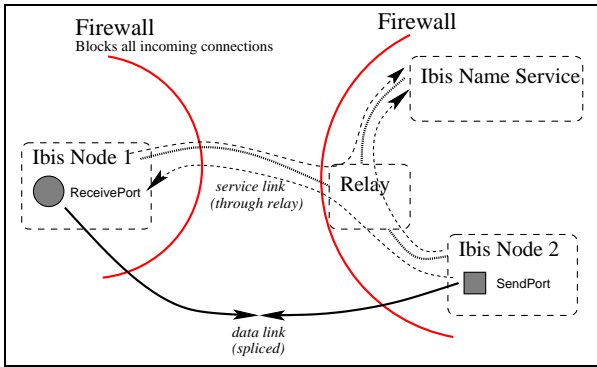 Firewall
Blocks all incoming connections
Firewall
Ibis Name Service
Ibis Node 1
ReceivePort
service link
(through relay)
Relay
Ibis Node 2
SendPort
data link
(spliced)